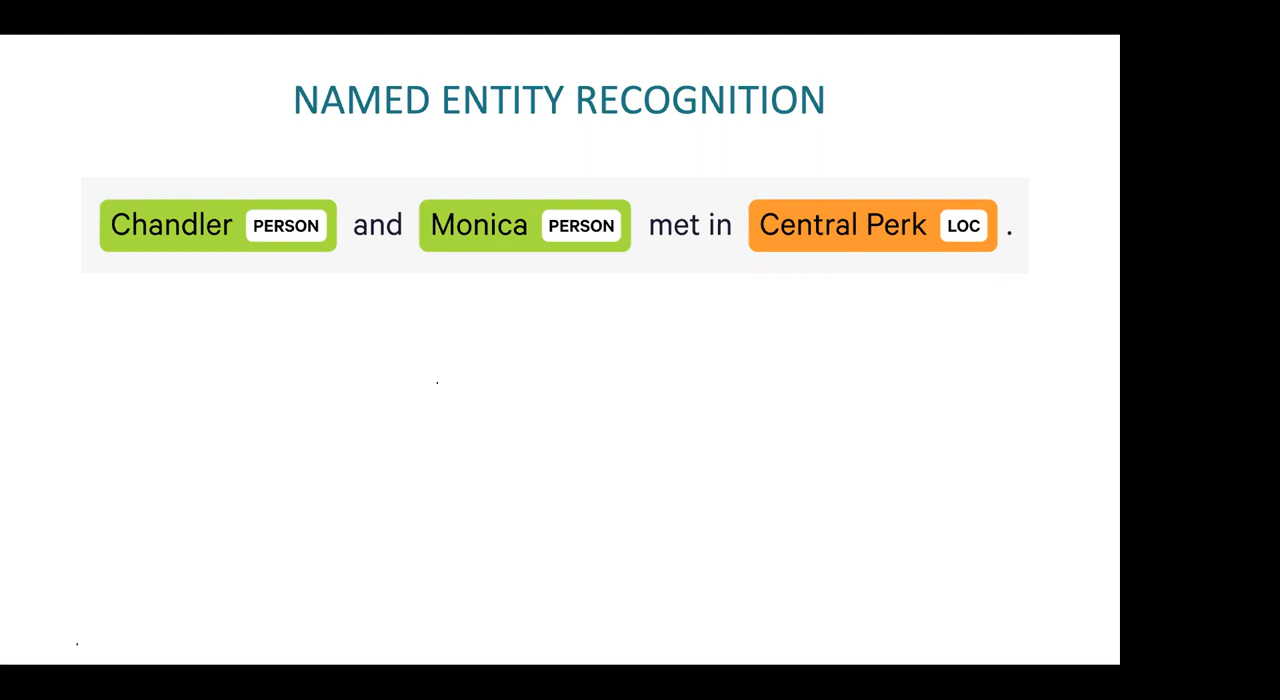 NAMED ENTITY RECOGNITION
Chandler PERSON and Monica PERSON met in Central Perk LOC .